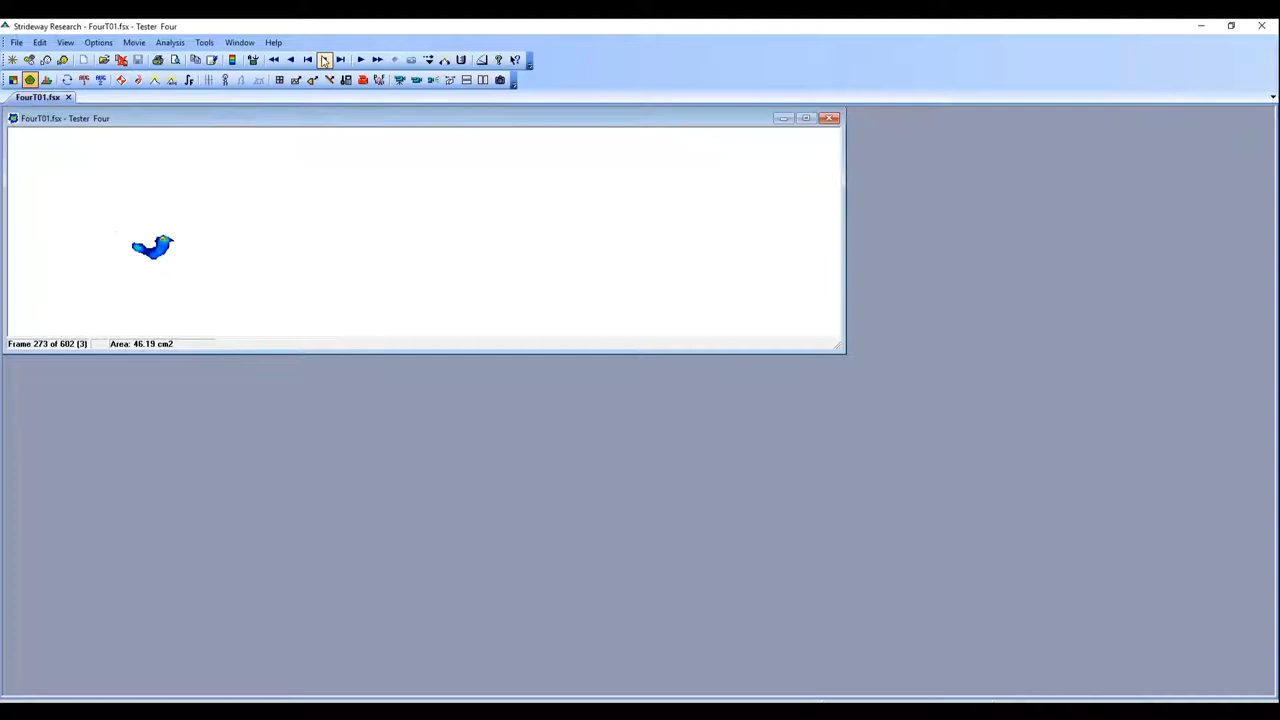 Strideway Research - FourT01.fsx - Tester Four
File Edit View Options Movie Analysis Tools Window Help
FourT01.fsx
FourT01.fsx - Tester Four
Frame 273 of 602 (3) Area: 46.19 cm2